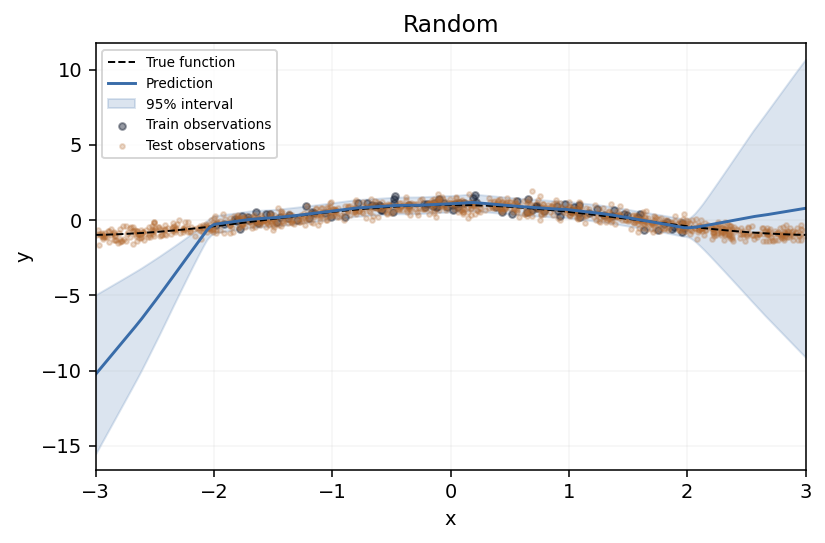 Random
True function
Prediction
95% interval
Train observations
Test observations
10
5
0
−5
−10
−15
y
−3
−2
−1
0
1
2
3
x